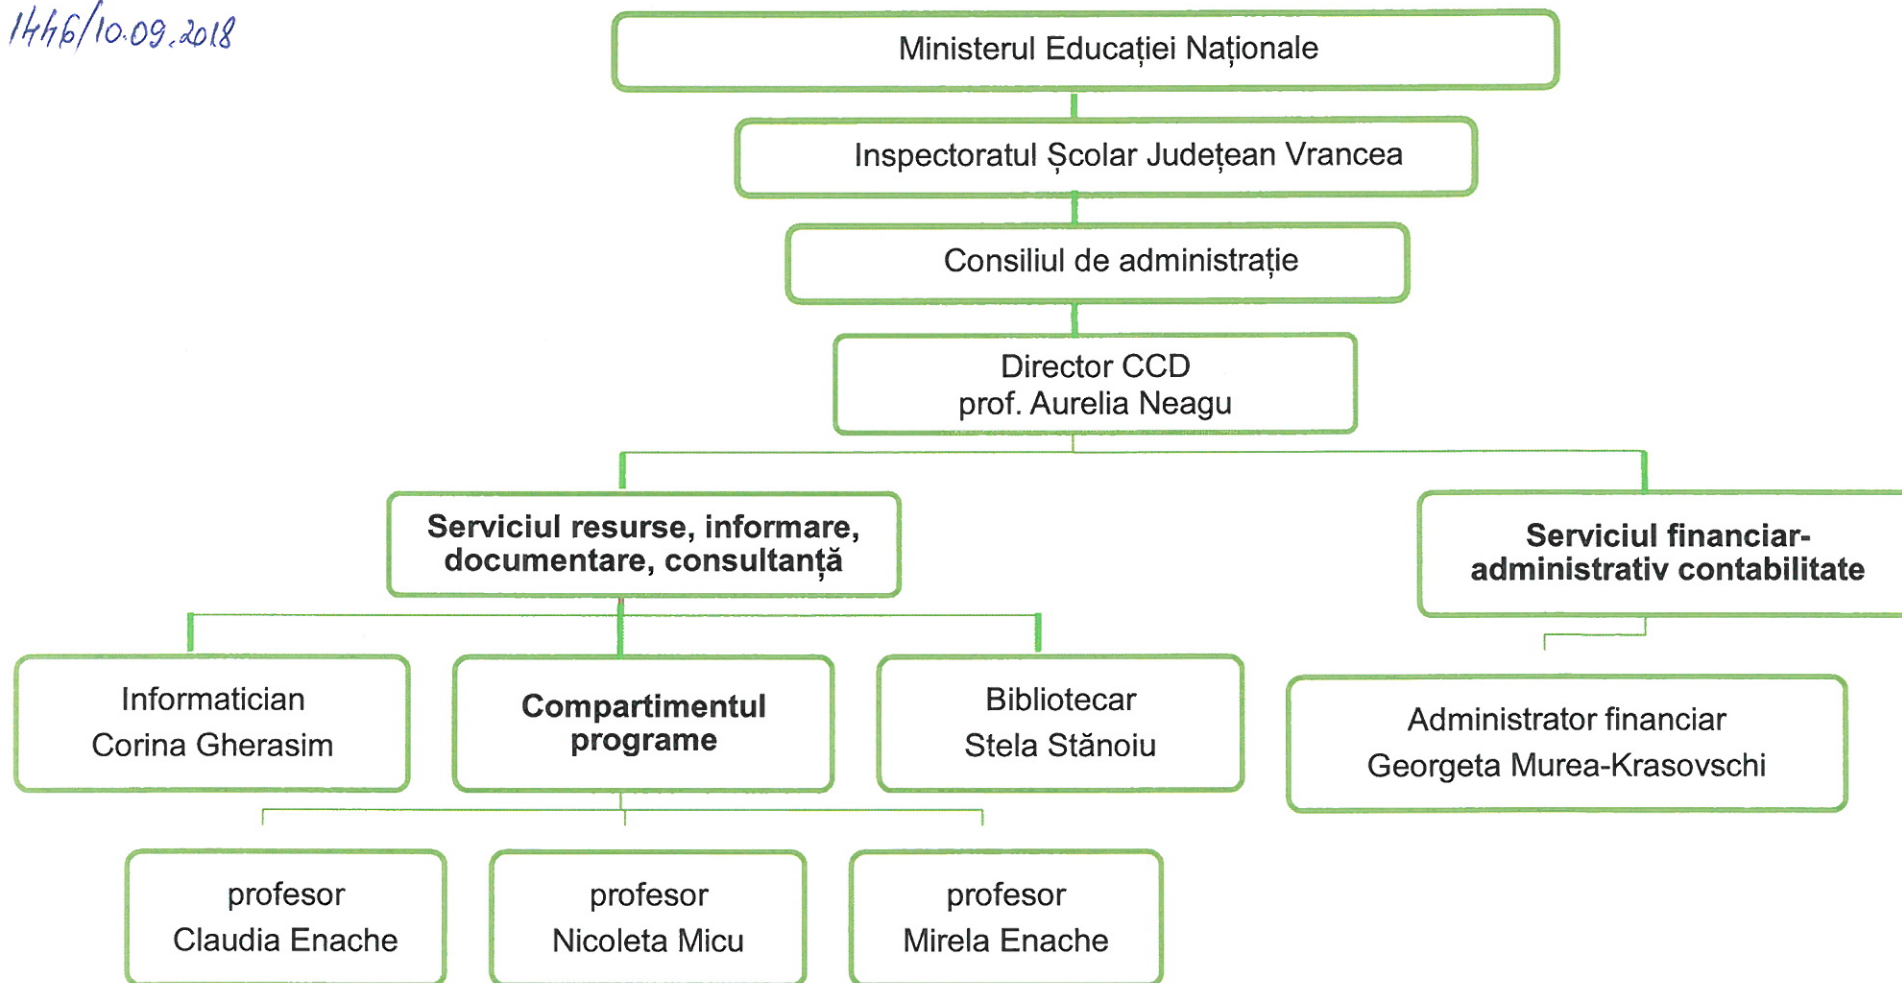 1446/10.09.2018
Ministerul Educației Naționale
Inspectoratul Școlar Județean Vrancea
Consiliul de administrație
Director CCD
prof. Aurelia Neagu
Serviciul resurse, informare,
documentare, consultanță
Serviciul financiar-
administrativ contabilitate
Informatician
Corina Gherasim
Compartimentul
programe
Bibliotecar
Stela Stănoiu
Administrator financiar
Georgeta Murea-Krasovschi
profesor
Claudia Enache
profesor
Nicoleta Micu
profesor
Mirela Enache